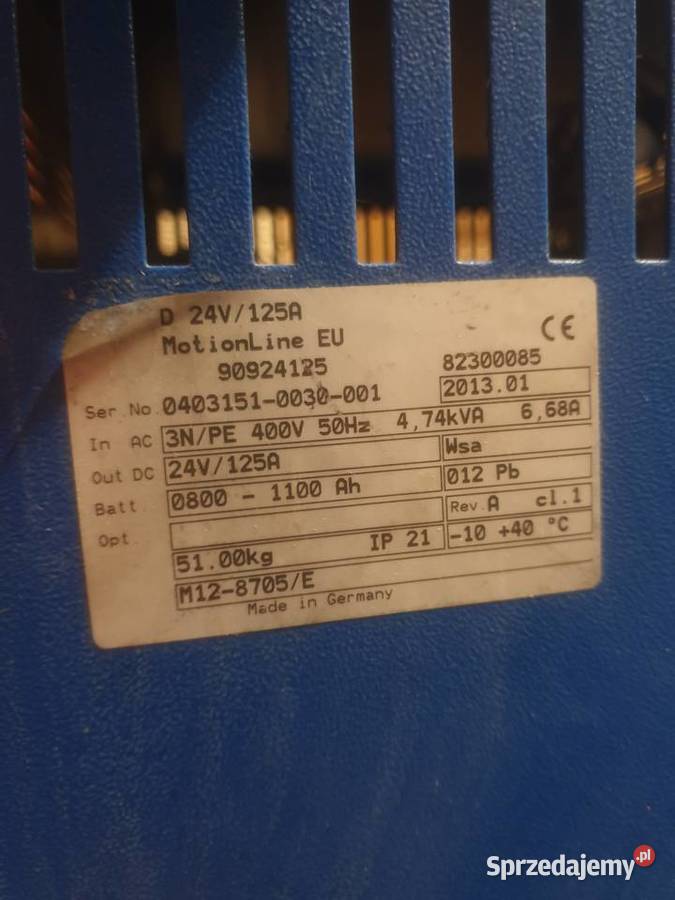 D 24V/125A
MotionLine EU
CE
90924125 82300085
Ser.No. 0403151-0030-001 2013.01
In AC 3N/PE 400V 50Hz 4,74kVA 6,68A
Out DC 24V/125A Wsa
Batt 0800 - 1100 Ah 012 Pb
Opt. Rev.A cl.1
51.00kg IP 21 -10 +40 °C
M12-8705/E
Made in Germany
Sprzedajemy.pl